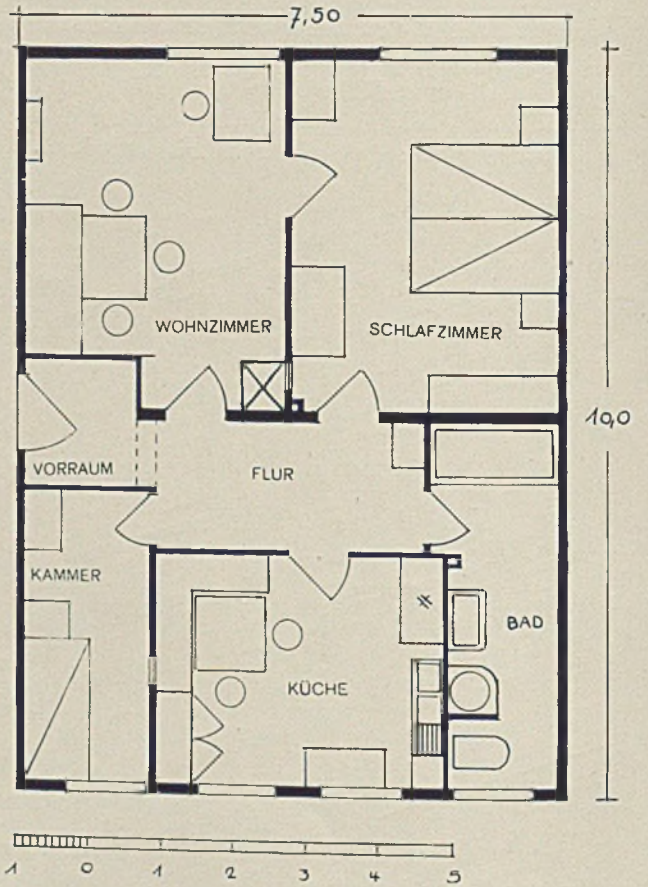 7,50
WOHNZIMMER
SCHLAFZIMMER
10,0
VORRAUM
FLUR
KAMMER
BAD
KÜCHE
1 0 1 2 3 4 5